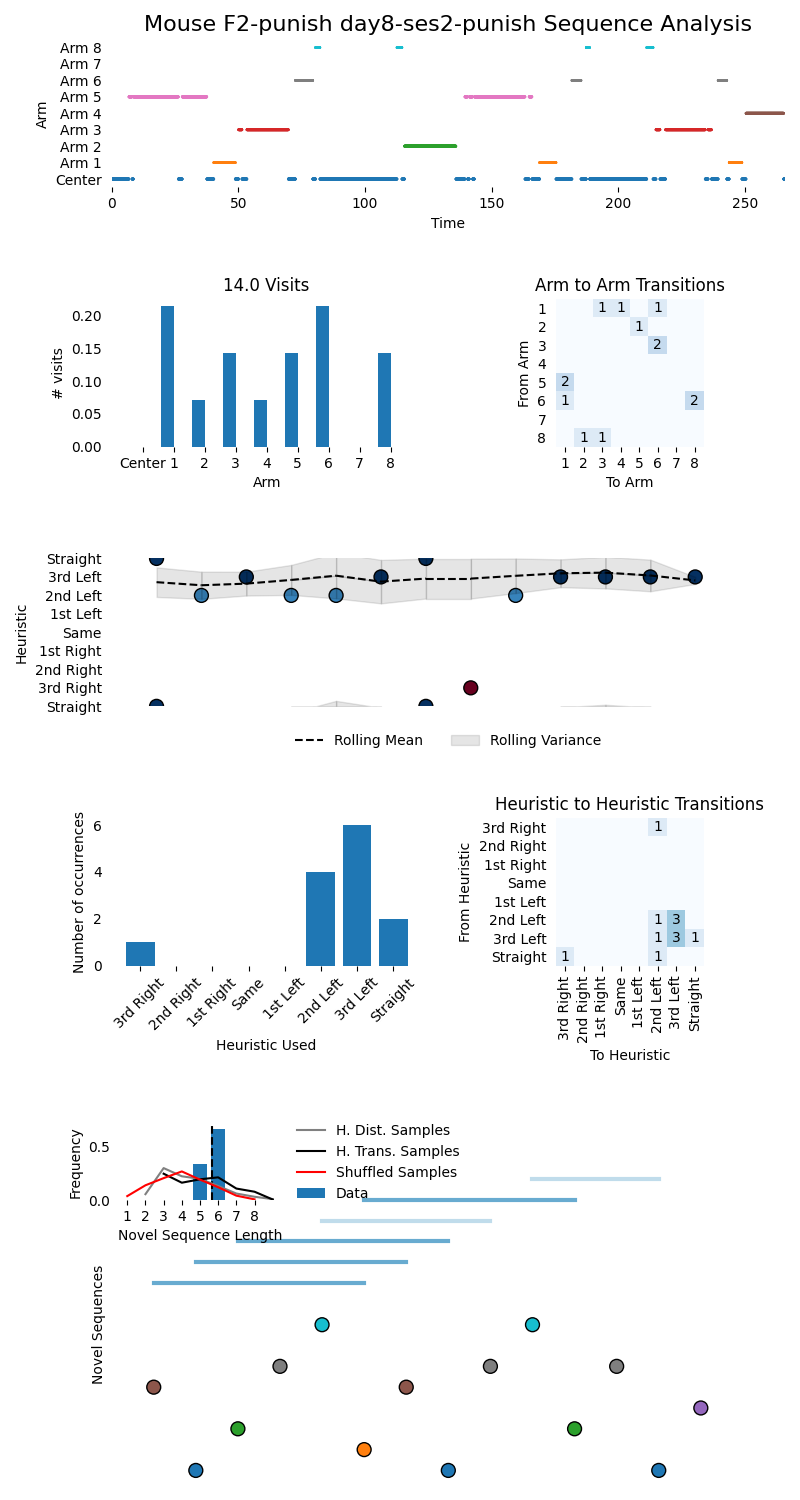 Mouse F2-punish day8-ses2-punish Sequence Analysis
Arm
Arm 8
Arm 7
Arm 6
Arm 5
Arm 4
Arm 3
Arm 2
Arm 1
Center
0 50 100 150 200 250
Time
14.0 Visits
# visits
0.20
0.15
0.10
0.05
0.00
Center 1 2 3 4 5 6 7 8
Arm
Arm to Arm Transitions
From Arm
1 1 1 1
2 1
3 2
4
5 2
6 1 2
7
8 1 1
1 2 3 4 5 6 7 8
To Arm
Heuristic
Straight
3rd Left
2nd Left
1st Left
Same
1st Right
2nd Right
3rd Right
Straight
Rolling Mean Rolling Variance
Number of occurrences
6
4
2
0
3rd Right 2nd Right 1st Right Same 1st Left 2nd Left 3rd Left Straight
Heuristic Used
Heuristic to Heuristic Transitions
From Heuristic
3rd Right 1
2nd Right
1st Right
Same
1st Left
2nd Left 1 3
3rd Left 1 3 1
Straight 1 1
3rd Right 2nd Right 1st Right Same 1st Left 2nd Left 3rd Left Straight
To Heuristic
Frequency
0.5
0.0
1 2 3 4 5 6 7 8
Novel Sequence Length
H. Dist. Samples
H. Trans. Samples
Shuffled Samples
Data
Novel Sequences